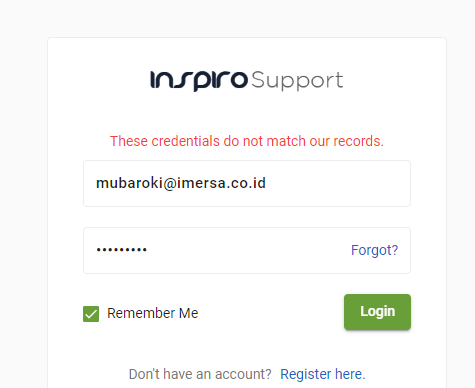 Inspiro Support
These credentials do not match our records.
mubaroki@imersa.co.id
••••••••• Forgot?
Remember Me Login
Don't have an account? Register here.